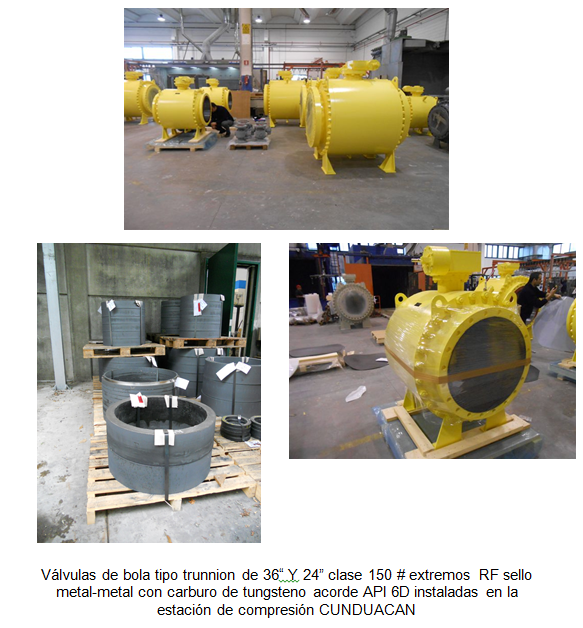 Válvulas de bola tipo trunnion de 36“ Y 24” clase 150 # extremos RF sello
metal-metal con carburo de tungsteno acorde API 6D instaladas en la
estación de compresión CUNDUACAN